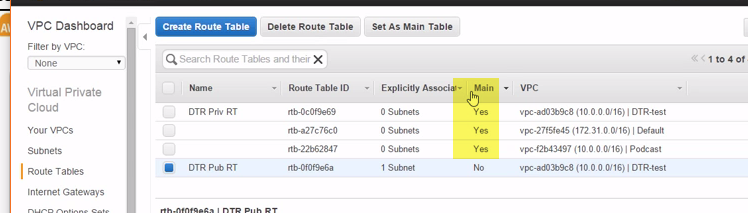 AV
VPC Dashboard
Filter by VPC:
None
Virtual Private
Cloud
Your VPCs
Subnets
Route Tables
Internet Gateways
DHCP Options Sets
Create Route Table Delete Route Table Set As Main Table
Search Route Tables and their X
<< < 1 to 4 of
Name Route Table ID Explicitly Associat Main VPC
DTR Priv RT rtb-0c0f9e69 0 Subnets Yes vpc-ad03b9c8 (10.0.0.0/16) | DTR-test
rtb-a27c76c0 0 Subnets Yes vpc-27f5fe45 (172.31.0.0/16) | Default
rtb-22b62847 0 Subnets Yes vpc-f2b43497 (10.0.0.0/16) | Podcast
DTR Pub RT rtb-0f0f9e6a 1 Subnet No vpc-ad03b9c8 (10.0.0.0/16) | DTR-test
rtb-0f0f9e6a | DTR Pub RT